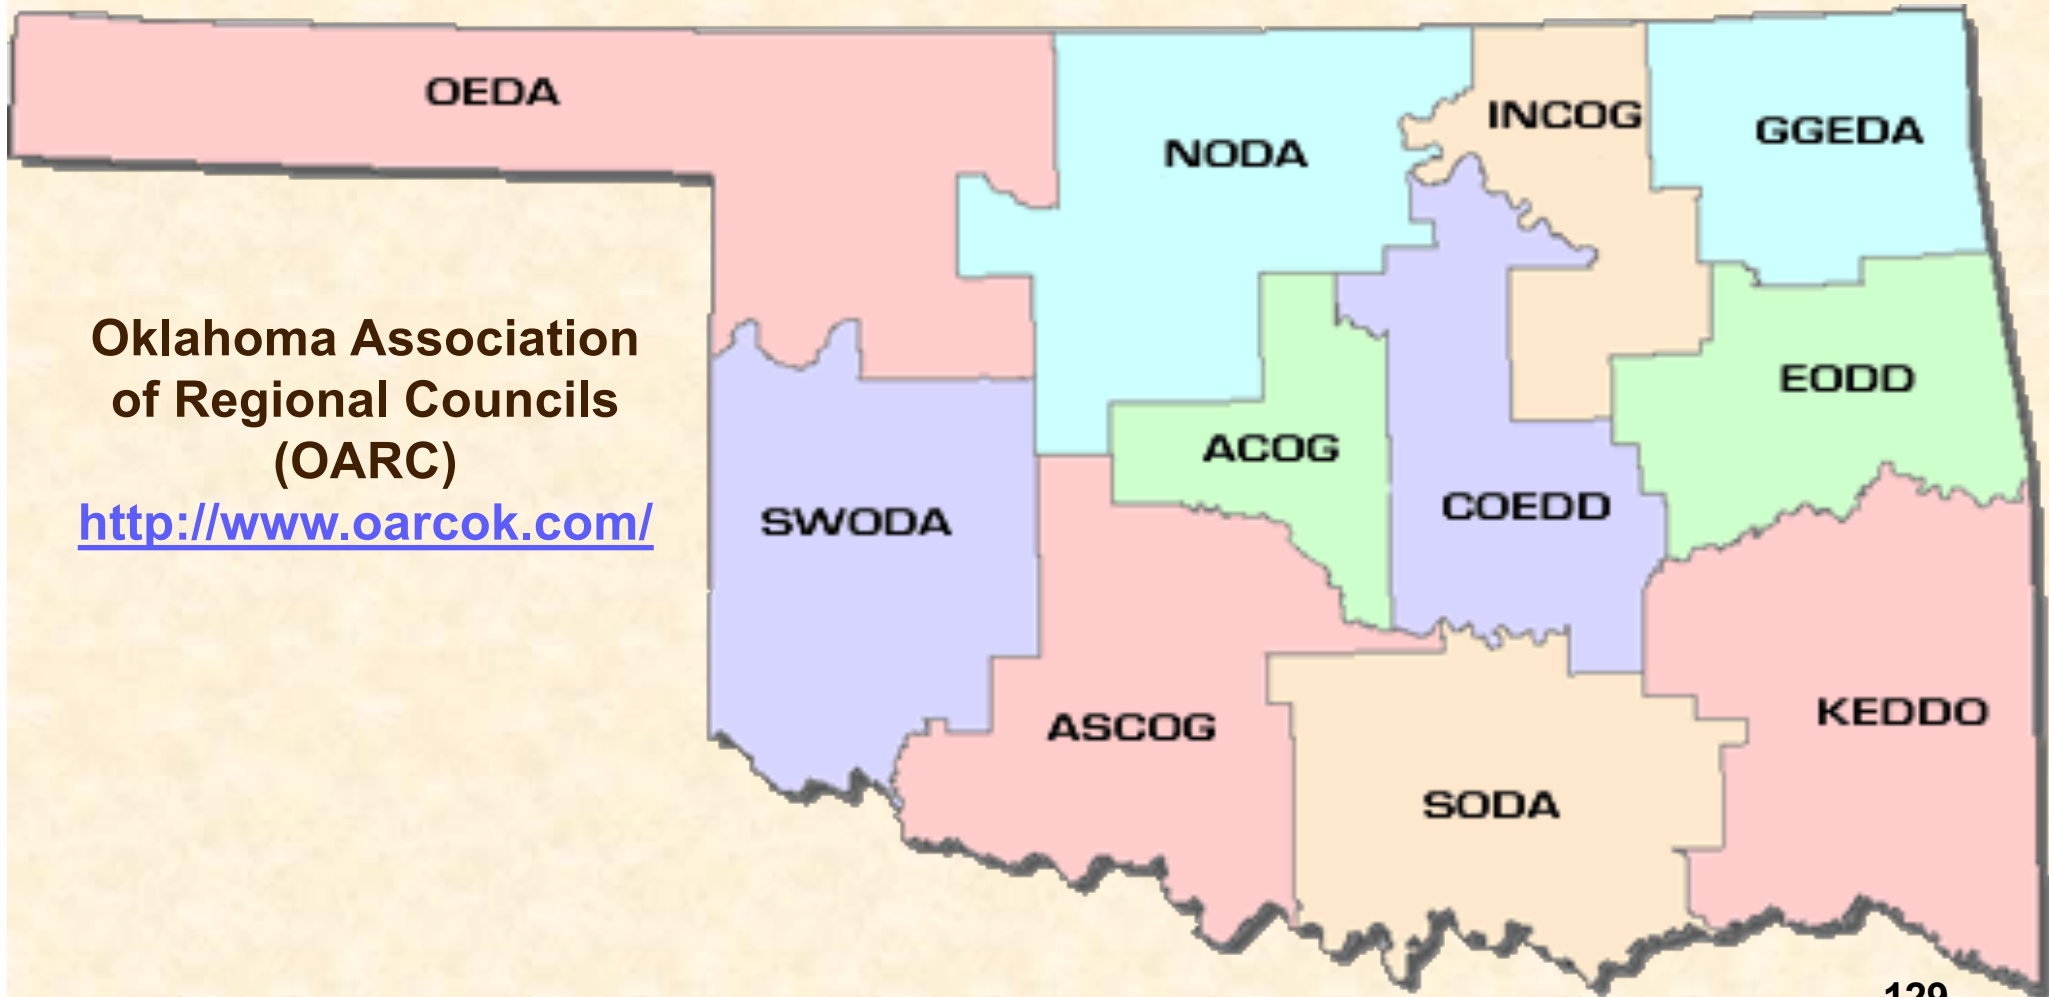 OEDA
NODA
INCOG
GGEDA
Oklahoma Association
of Regional Councils
(OARC)
http://www.oarcok.com/
EODD
ACOG
COEDD
SWODA
ASCOG
KEDDO
SODA
129